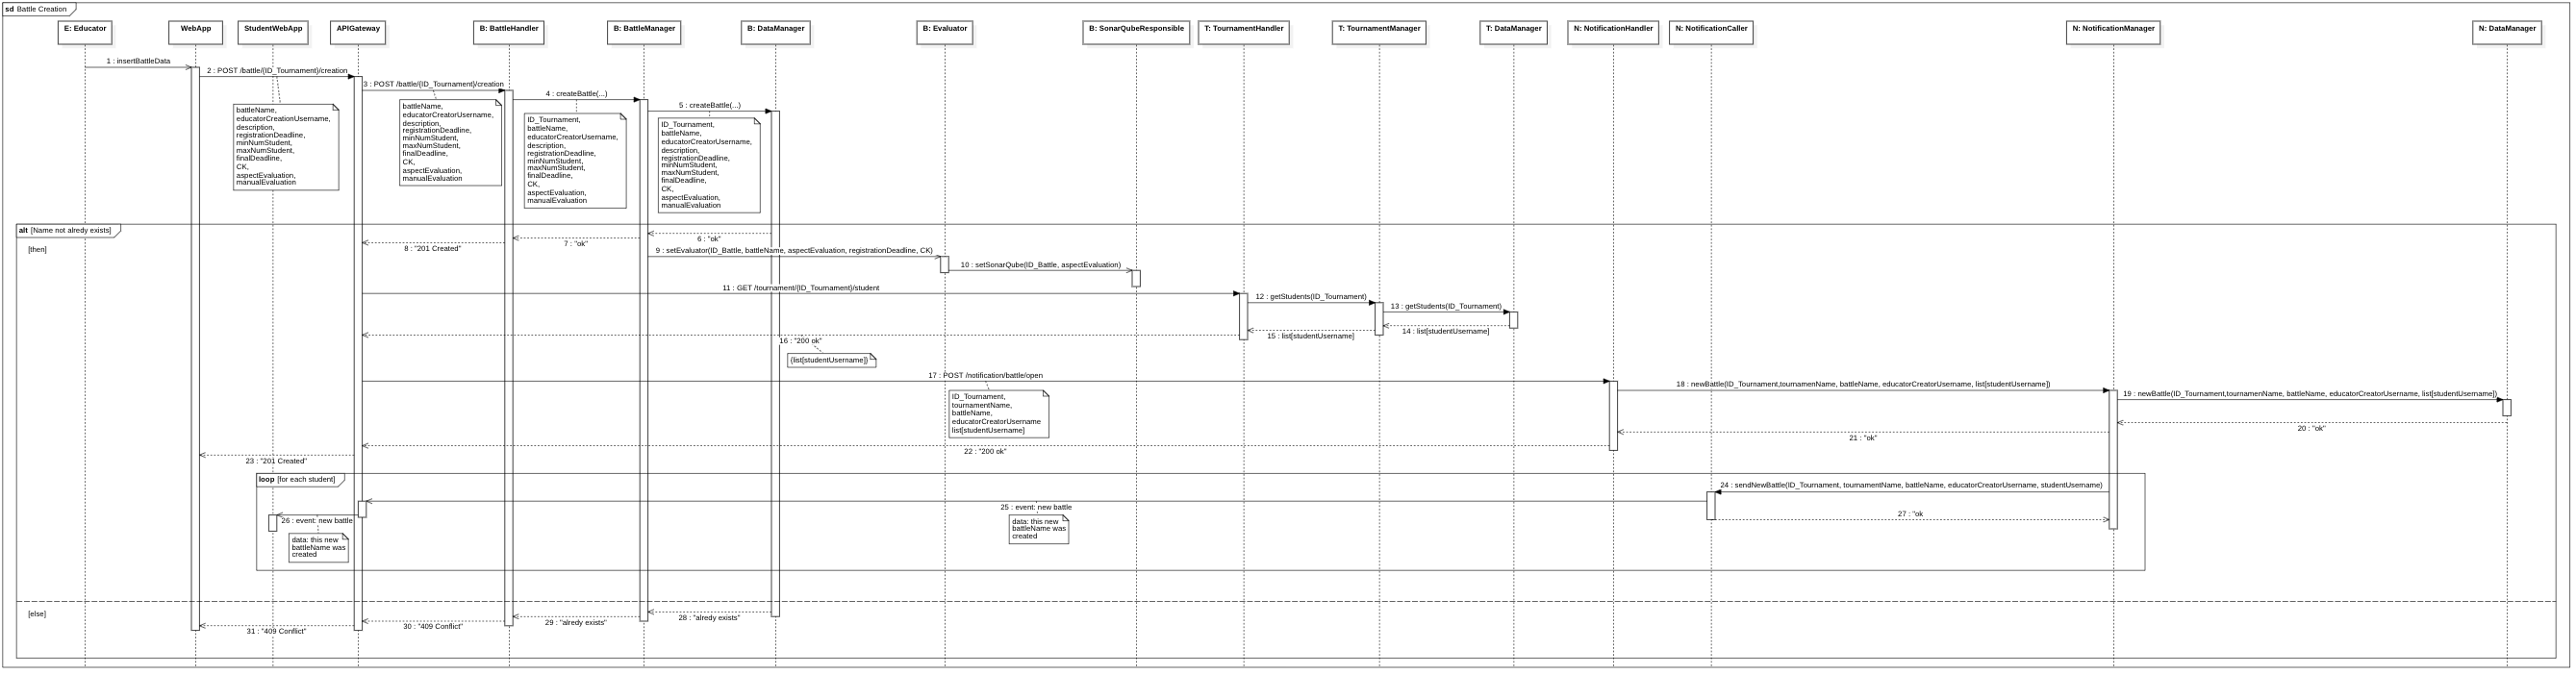 sd Battle Creation
E: Educator
WebApp
StudentWebApp
APIGateway
B: BattleHandler
B: BattleManager
B: DataManager
B: Evaluator
B: SonarQubeResponsible
T: TournamentHandler
T: TournamentManager
T: DataManager
N: NotificationHandler
N: NotificationCaller
N: NotificationManager
N: DataManager
1 : insertBattleData
2 : POST /battle/{ID_Tournament}/creation
battleName,
educatorCreationUsername,
description,
registrationDeadline,
minNumStudent,
maxNumStudent,
finalDeadline,
CK,
aspectEvaluation,
manualEvaluation
3 : POST /battle/{ID_Tournament}/creation
battleName,
educatorCreatorUsername,
description,
registrationDeadline,
minNumStudent,
maxNumStudent,
finalDeadline,
CK,
aspectEvaluation,
manualEvaluation
4 : createBattle(...)
ID_Tournament,
battleName,
educatorCreatorUsername,
description,
registrationDeadline,
minNumStudent,
maxNumStudent,
finalDeadline,
CK,
aspectEvaluation,
manualEvaluation
5 : createBattle(...)
ID_Tournament,
battleName,
educatorCreatorUsername,
description,
registrationDeadline,
minNumStudent,
maxNumStudent,
finalDeadline,
CK,
aspectEvaluation,
manualEvaluation
alt [Name not alredy exists]
[then]
6 : "ok"
7 : "ok"
8 : "201 Created"
9 : setEvaluator(ID_Battle, battleName, aspectEvaluation, registrationDeadline, CK)
10 : setSonarQube(ID_Battle, aspectEvaluation)
11 : GET /tournament/{ID_Tournament}/student
12 : getStudents(ID_Tournament)
13 : getStudents(ID_Tournament)
14 : list[studentUsername]
15 : list[studentUsername]
16 : "200 ok"
{list[studentUsername]}
17 : POST /notification/battle/open
ID_Tournament,
tournamentName,
battleName,
educatorCreatorUsername
list[studentUsername]
18 : newBattle(ID_Tournament,tournamenName, battleName, educatorCreatorUsername, list[studentUsername])
19 : newBattle(ID_Tournament,tournamenName, battleName, educatorCreatorUsername, list[studentUsername])
20 : "ok"
21 : "ok"
22 : "200 ok"
23 : "201 Created"
loop [for each student]
24 : sendNewBattle(ID_Tournament, tournamentName, battleName, educatorCreatorUsername, studentUsername)
25 : event: new battle
data: this new
battleName was
created
26 : event: new battle
data: this new
battleName was
created
27 : "ok
[else]
28 : "alredy exists"
29 : "alredy exists"
30 : "409 Conflict"
31 : "409 Conflict"